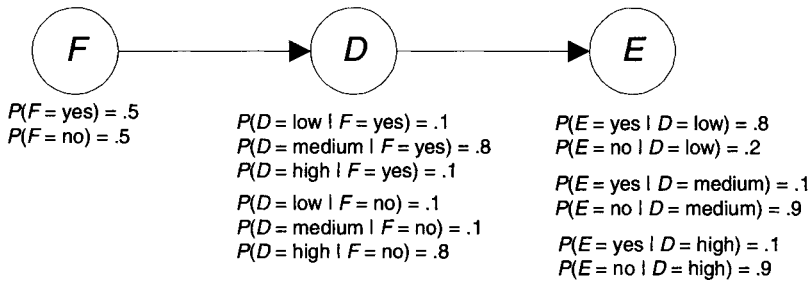 F
D
E
P(F = yes) = .5
P(F = no) = .5
P(D = low | F = yes) = .1
P(D = medium | F = yes) = .8
P(D = high | F = yes) = .1
P(D = low | F = no) = .1
P(D = medium | F = no) = .1
P(D = high | F = no) = .8
P(E = yes | D = low) = .8
P(E = no | D = low) = .2
P(E = yes | D = medium) = .1
P(E = no | D = medium) = .9
P(E = yes | D = high) = .1
P(E = no | D = high) = .9